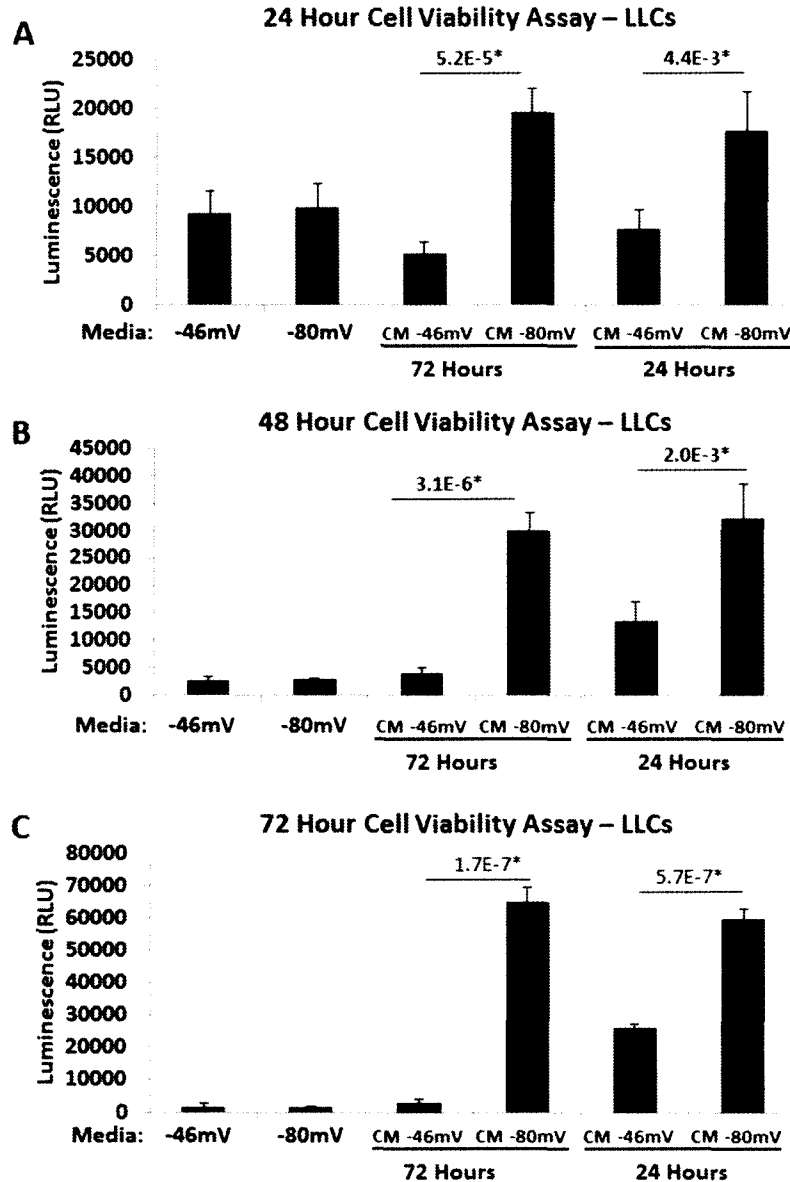 A
24 Hour Cell Viability Assay – LLCs
Luminescence (RLU)
25000
20000
15000
10000
5000
0
5.2E-5*
4.4E-3*
Media: -46mV -80mV CM -46mV CM -80mV CM -46mV CM -80mV
72 Hours 24 Hours
B
48 Hour Cell Viability Assay – LLCs
Luminescence (RLU)
45000
40000
35000
30000
25000
20000
15000
10000
5000
0
3.1E-6*
2.0E-3*
Media: -46mV -80mV CM -46mV CM -80mV CM -46mV CM -80mV
72 Hours 24 Hours
C
72 Hour Cell Viability Assay – LLCs
Luminescence (RLU)
80000
70000
60000
50000
40000
30000
20000
10000
0
1.7E-7*
5.7E-7*
Media: -46mV -80mV CM -46mV CM -80mV CM -46mV CM -80mV
72 Hours 24 Hours